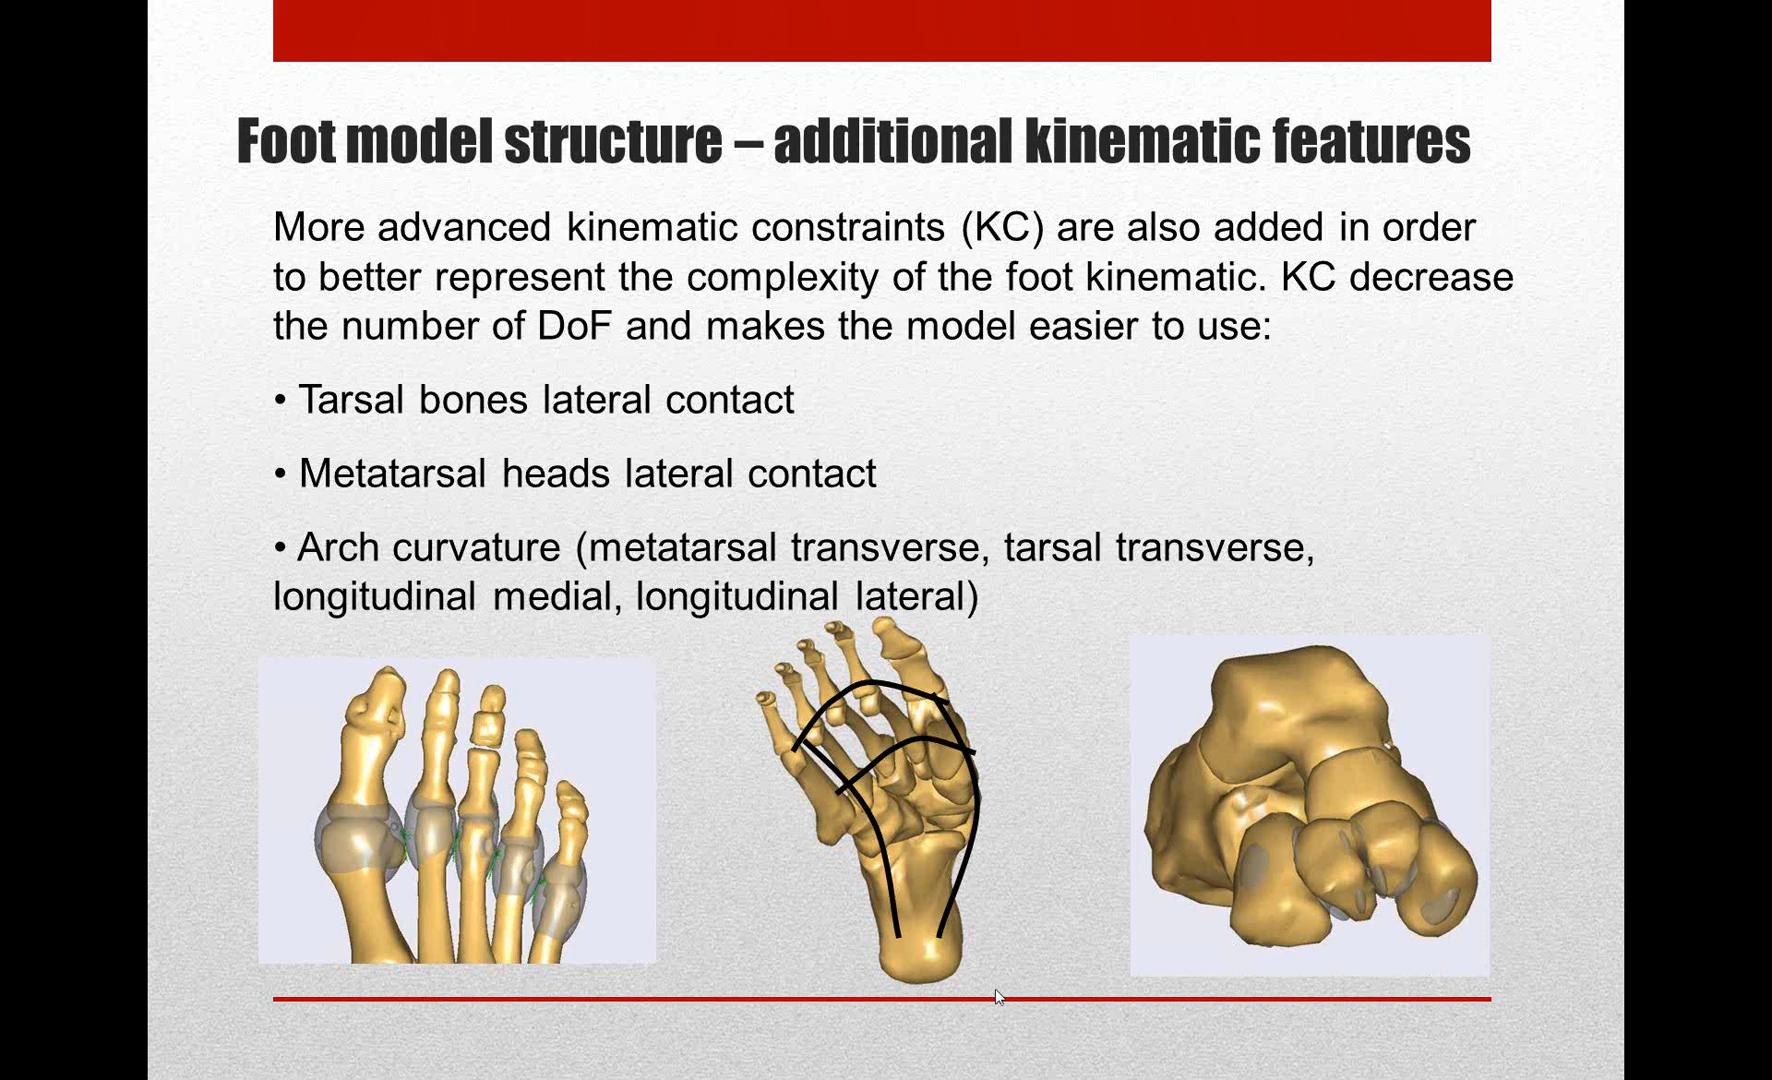 Foot model structure – additional kinematic features
More advanced kinematic constraints (KC) are also added in order
to better represent the complexity of the foot kinematic. KC decrease
the number of DoF and makes the model easier to use:
• Tarsal bones lateral contact
• Metatarsal heads lateral contact
• Arch curvature (metatarsal transverse, tarsal transverse,
longitudinal medial, longitudinal lateral)